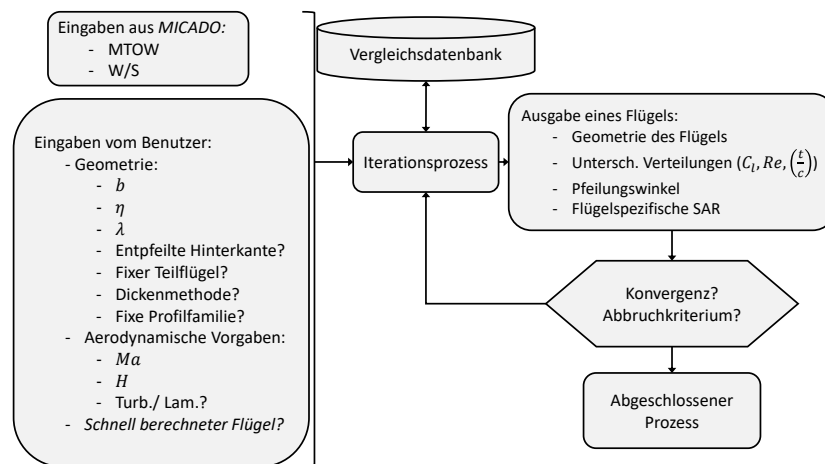 Eingaben aus MICADO:
- MTOW
- W/S
Eingaben vom Benutzer:
- Geometrie:
- b
- η
- λ
- Entpfeilte Hinterkante?
- Fixer Teilflügel?
- Dickenmethode?
- Fixe Profilfamilie?
- Aerodynamische Vorgaben:
- Ma
- H
- Turb./ Lam.?
- Schnell berechneter Flügel?
Vergleichsdatenbank
Iterationsprozess
Ausgabe eines Flügels:
- Geometrie des Flügels
- Untersch. Verteilungen (C_l, Re, (t/c))
- Pfeilungswinkel
- Flügelspezifische SAR
Konvergenz?
Abbruchkriterium?
Abgeschlossener
Prozess